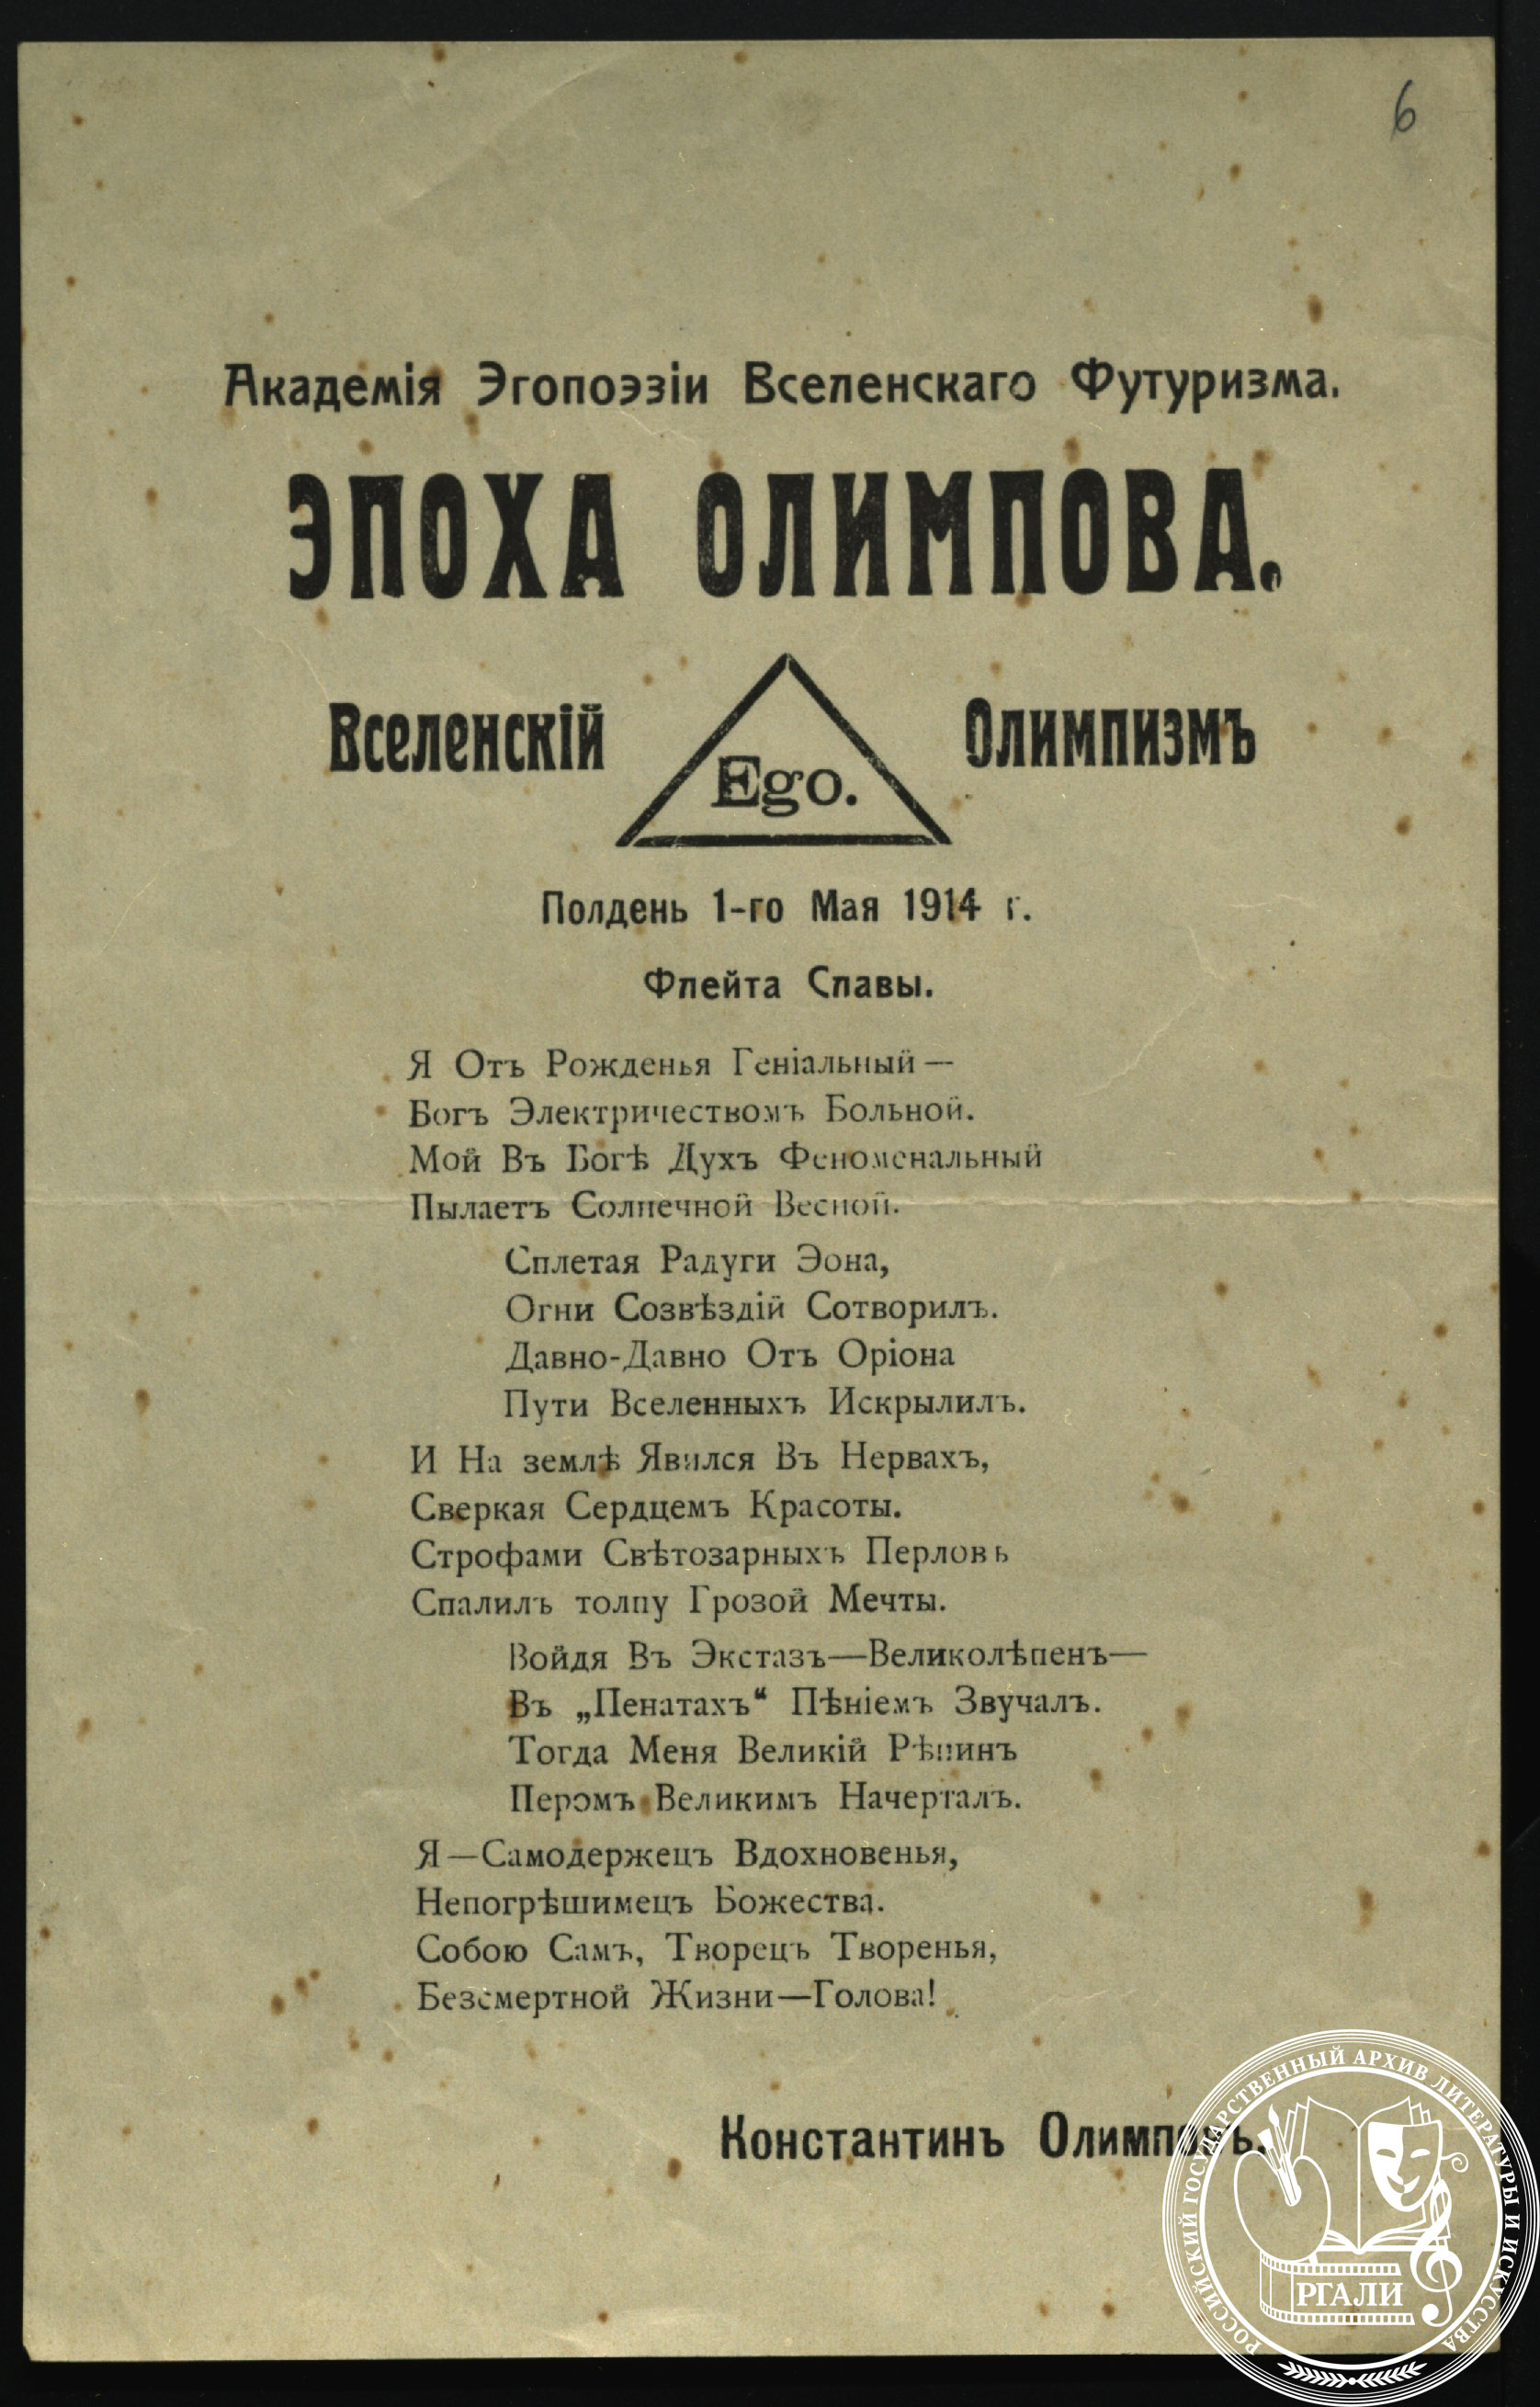 6
Академія Эгопоэзіи Вселенскаго Футуризма.
ЭПОХА ОЛИМПОВА.
Вселенскій Ego. Олимпизмъ
Полдень 1-го Мая 1914 г.
Флейта Славы.
Я Отъ Рожденья Геніальный —
Богъ Электричествомъ Больной.
Мой Въ Богѣ Духъ Феноменальный
Пылаетъ Солнечной Весной.
Сплетая Радуги Эона,
Огни Созвѣздій Сотворилъ.
Давно-Давно Отъ Оріона
Пути Вселенныхъ Искрылилъ.
И На землѣ Явился Въ Нервахъ,
Сверкая Сердцемъ Красоты.
Строфами Свѣтозарныхъ Перловъ
Спалилъ толпу Грозой Мечты.
Войдя Въ Экстазъ—Великолѣпенъ—
Въ „Пенатахъ“ Пѣніемъ Звучалъ.
Тогда Меня Великій Рѣпинъ
Перомъ Великимъ Начерталъ.
Я—Самодержецъ Вдохновенья,
Непогрѣшимецъ Божества.
Собою Самъ, Творецъ Творенья,
Безсмертной Жизни—Голова!
Константинъ Олимповъ.
РОССИЙСКИЙ ГОСУДАРСТВЕННЫЙ АРХИВ ЛИТЕРАТУРЫ И ИСКУССТВА
РГАЛИ